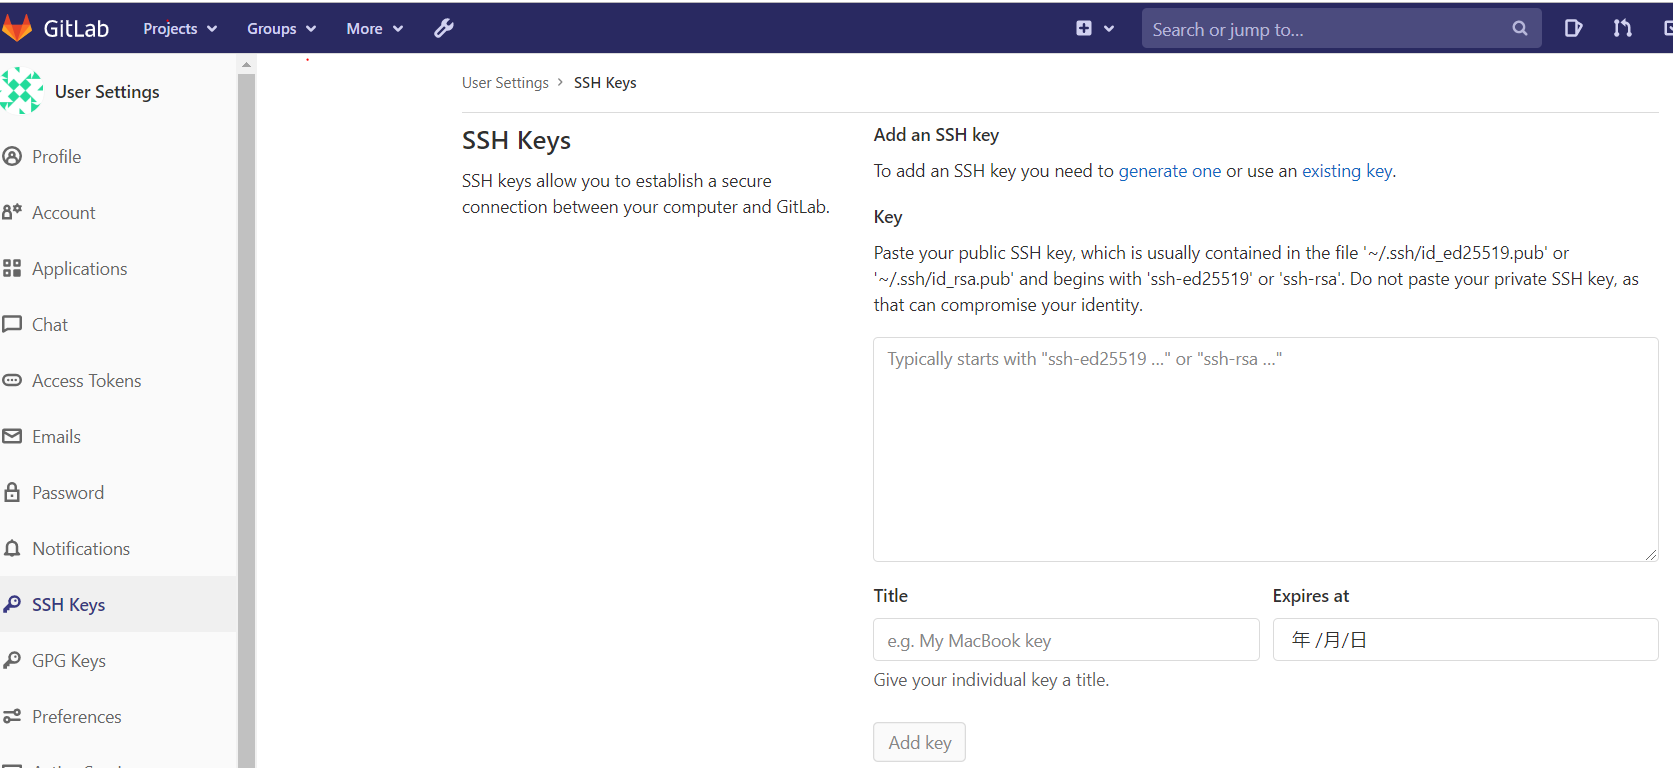 GitLab
Projects
Groups
More
Search or jump to...
User Settings
Profile
Account
Applications
Chat
Access Tokens
Emails
Password
Notifications
SSH Keys
GPG Keys
Preferences
User Settings > SSH Keys
SSH Keys
SSH keys allow you to establish a secure
connection between your computer and GitLab.
Add an SSH key
To add an SSH key you need to generate one or use an existing key.
Key
Paste your public SSH key, which is usually contained in the file '~/.ssh/id_ed25519.pub' or
'~/.ssh/id_rsa.pub' and begins with 'ssh-ed25519' or 'ssh-rsa'. Do not paste your private SSH key, as
that can compromise your identity.
Typically starts with "ssh-ed25519 ..." or "ssh-rsa ..."
Title
Expires at
e.g. My MacBook key
年 /月/日
Give your individual key a title.
Add key